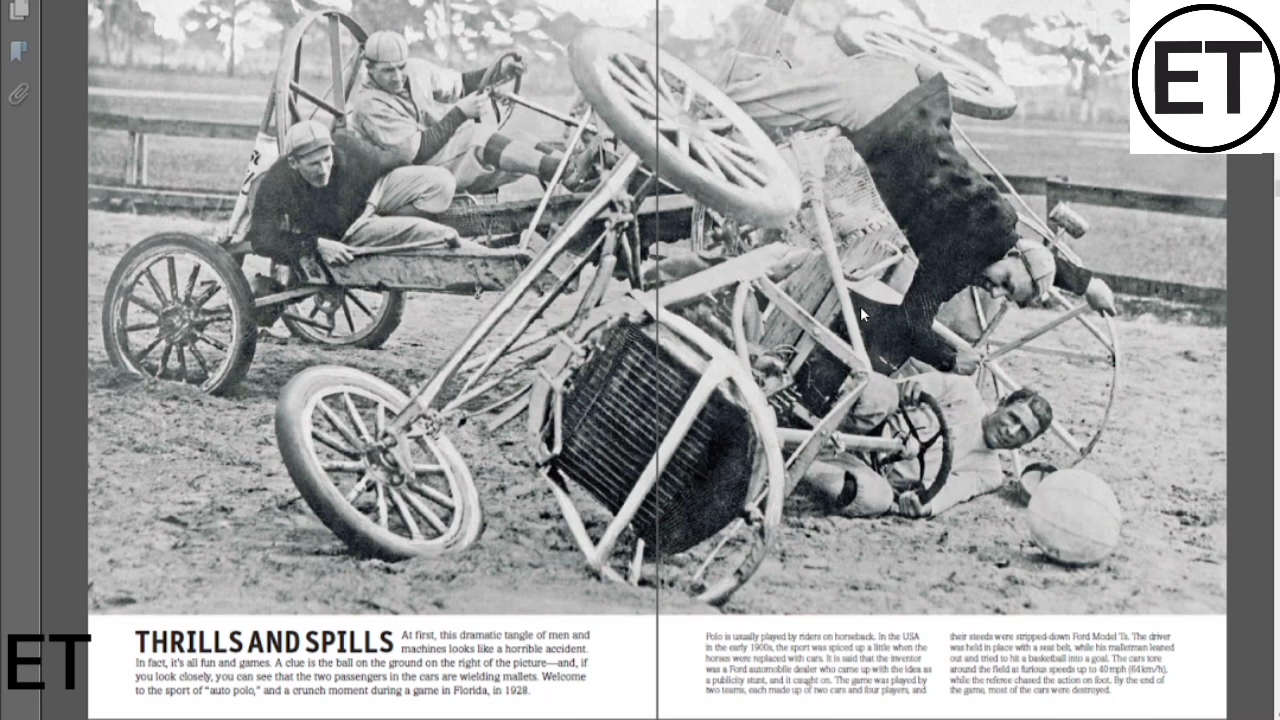 ET
THRILLS AND SPILLS At first, this dramatic tangle of men and
machines looks like a horrible accident.
In fact, it's all fun and games. A clue is the ball on the ground on the right of the picture—and, if
you look closely, you can see that the two passengers in the cars are wielding mallets. Welcome
to the sport of "auto polo," and a crunch moment during a game in Florida, in 1928.
Polo is usually played by riders on horseback. In the USA
in the early 1900s, the sport was spiced up a little when the
horses were replaced with cars. It is said that the inventor
was a Ford automobile dealer who came up with the idea as
a publicity stunt, and it caught on. The game was played by
two teams, each made up of two cars and four players, and
their steeds were stripped-down Ford Model Ts. The driver
was held in place with a seat belt, while his malletman leaned
out and tried to hit a basketball into a goal. The cars tore
around the field at furious speeds up to 40 mph (64 km/h),
while the referee chased the action on foot. By the end of
the game, most of the cars were destroyed.
ET